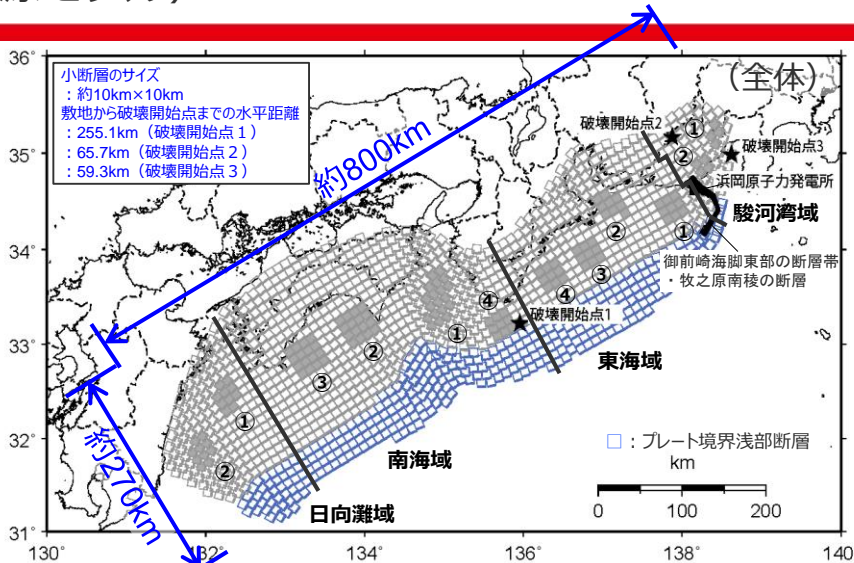 (全体)
小断層のサイズ
：約10km×10km
敷地から破壊開始点までの水平距離
：255.1km（破壊開始点１）
：65.7km（破壊開始点２）
：59.3km（破壊開始点３）
約800km
約270km
破壊開始点2
①
②
破壊開始点3
浜岡原子力発電所
駿河湾域
御前崎海脚東部の断層帯
・牧之原南稜の断層
②
①
③
④
④
破壊開始点1
①
②
③
①
②
東海域
南海域
日向灘域
□：プレート境界浅部断層
km
0 100 200
36°
35°
34°
33°
32°
31°
130 132 134 136 138 140